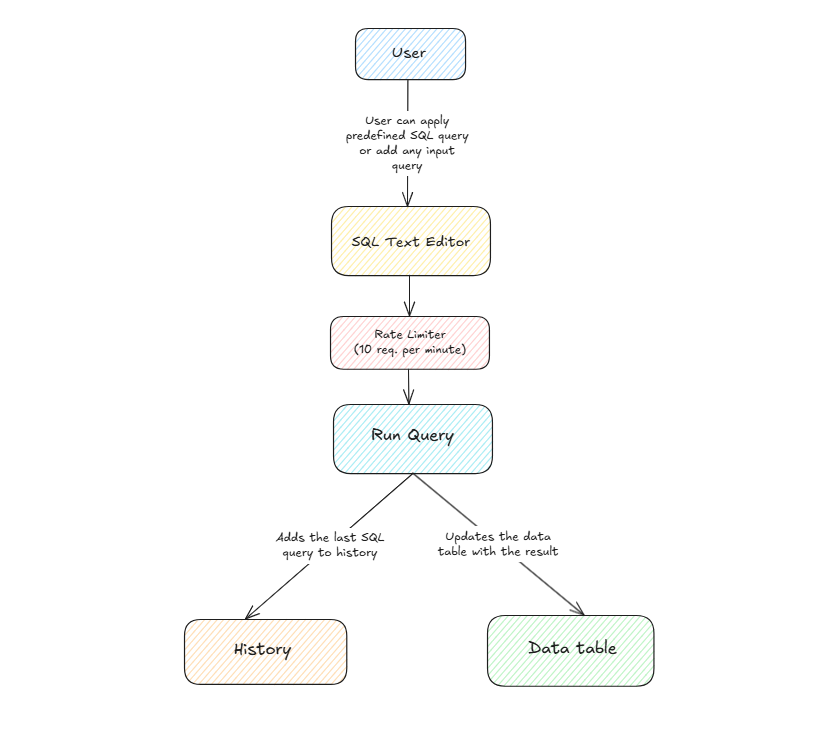 User
User can apply
predefined SQL query
or add any input
query
SQL Text Editor
Rate Limiter
(10 req. per minute)
Run Query
Adds the last SQL
query to history
Updates the data
table with the result
History
Data table